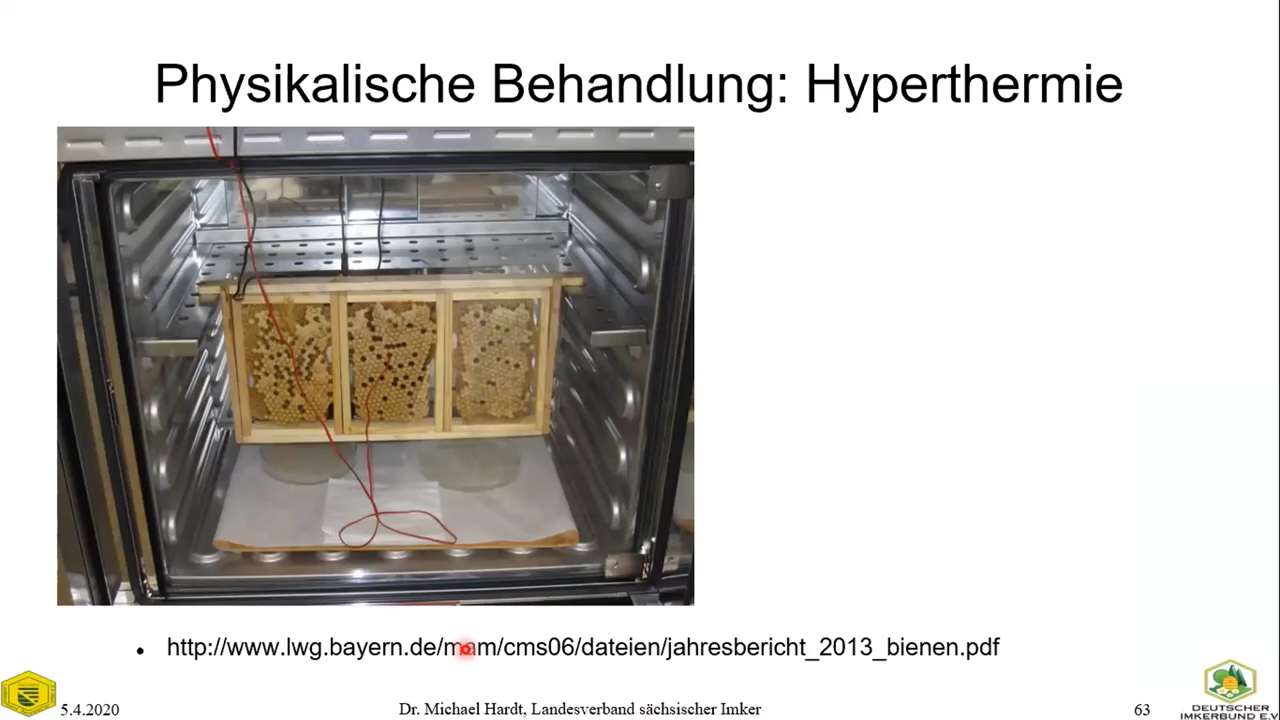 Physikalische Behandlung: Hyperthermie
• http://www.lwg.bayern.de/mam/cms06/dateien/jahresbericht_2013_bienen.pdf
5.4.2020
Dr. Michael Hardt, Landesverband sächsischer Imker
63
DEUTSCHER
IMKERBUND E.V.